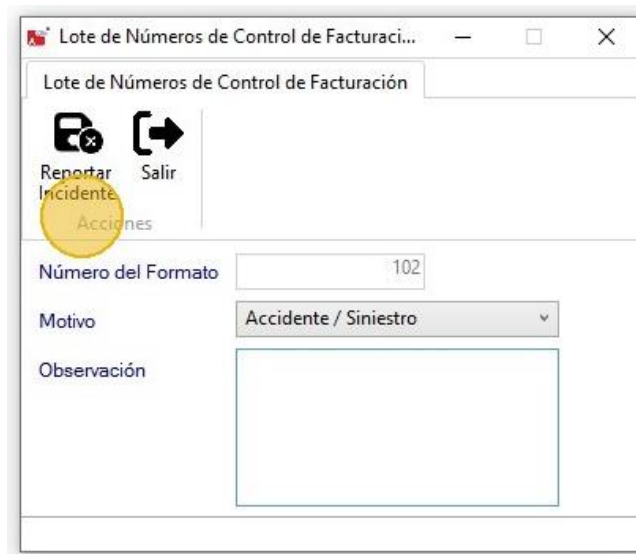 Lote de Números de Control de Facturaci...
Lote de Números de Control de Facturación
Reportar Salir
Incidente
Acciones
Número del Formato 102
Motivo Accidente / Siniestro
Observación